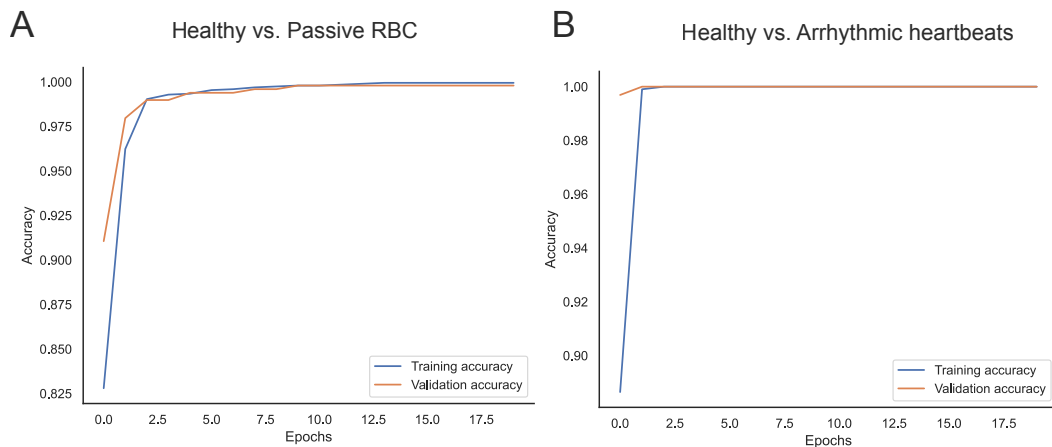 A
Healthy vs. Passive RBC
1.000
0.975
0.950
0.925
0.900
0.875
0.850
0.825
Accuracy
0.0 2.5 5.0 7.5 10.0 12.5 15.0 17.5
Epochs
Training accuracy
Validation accuracy
B
Healthy vs. Arrhythmic heartbeats
1.00
0.98
0.96
0.94
0.92
0.90
Accuracy
0.0 2.5 5.0 7.5 10.0 12.5 15.0 17.5
Epochs
Training accuracy
Validation accuracy